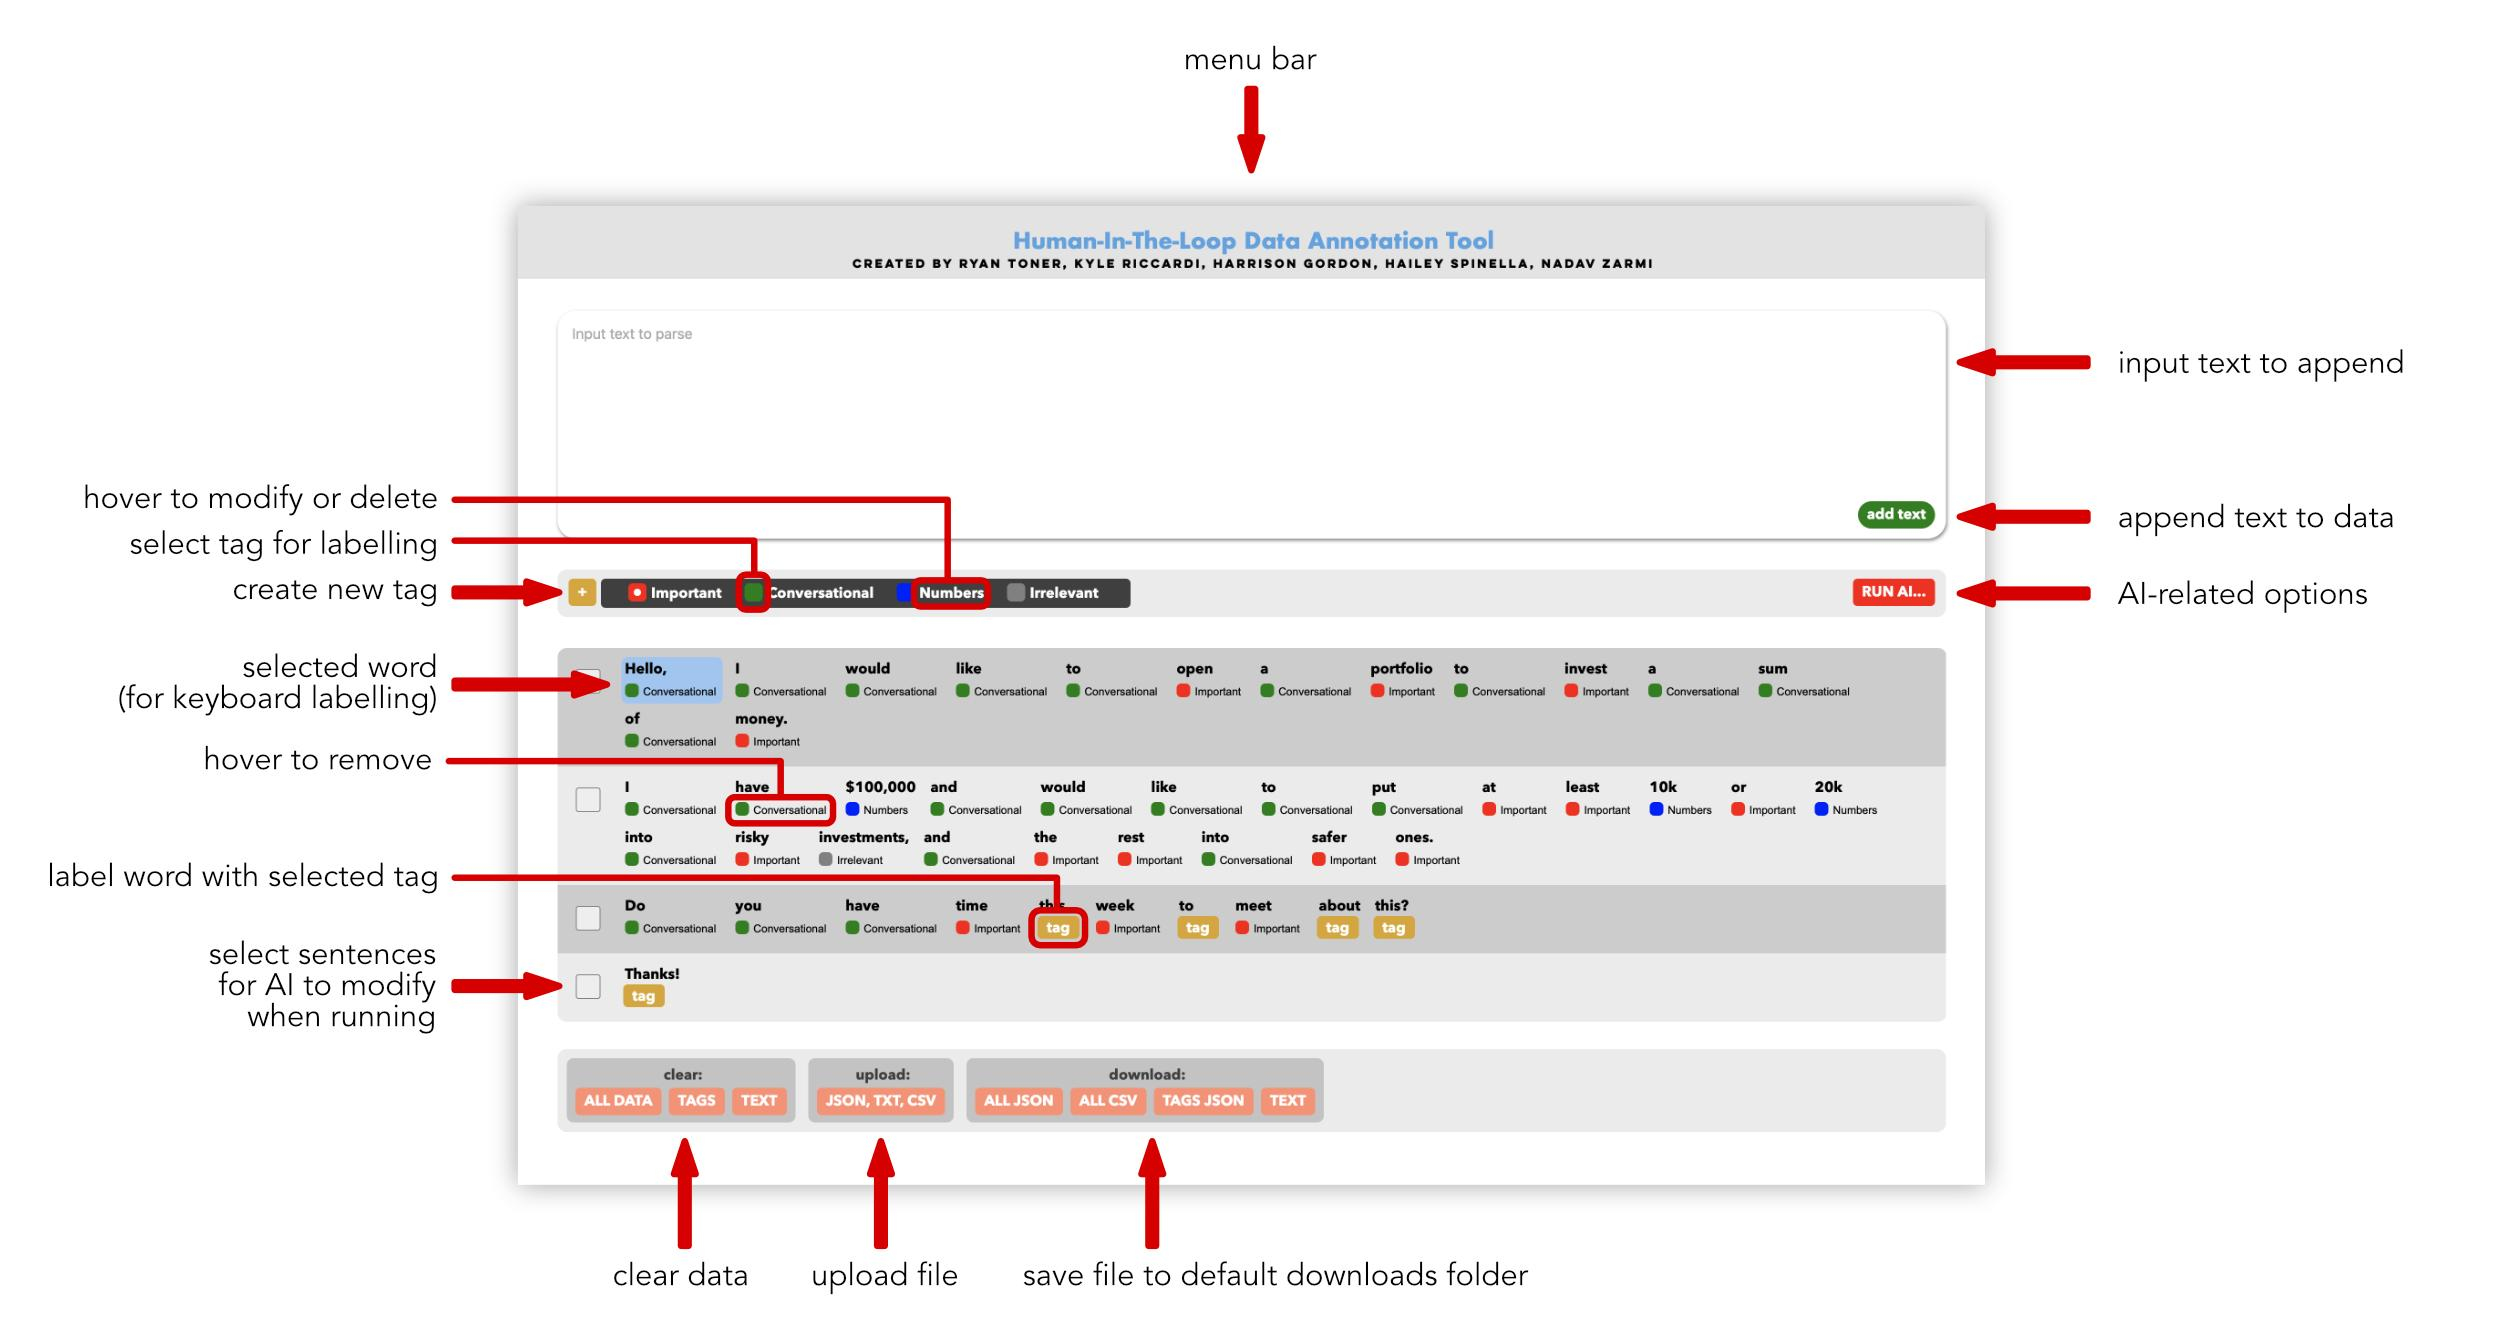 menu bar
Human-In-The-Loop Data Annotation Tool
CREATED BY RYAN TONER, KYLE RICCARDI, HARRISON GORDON, HAILEY SPINELLA, NADAV ZARMI
Input text to parse
input text to append
hover to modify or delete
add text
append text to data
select tag for labelling
create new tag
+ Important Conversational Numbers Irrelevant
RUN AI...
AI-related options
selected word
(for keyboard labelling)
Hello, I would like to open a portfolio to invest a sum
Conversational Conversational Conversational Conversational Conversational Important Conversational Important Conversational Important Conversational Conversational
of money.
Conversational Important
hover to remove
I have $100,000 and would like to put at least 10k or 20k
Conversational Conversational Numbers Conversational Conversational Conversational Conversational Conversational Important Important Numbers Important Numbers
into risky investments, and the rest into safer ones.
Conversational Important Irrelevant Conversational Important Important Conversational Important Important
label word with selected tag
Do you have time this week to meet about this?
Conversational Conversational Conversational Important tag Important tag Important tag tag
select sentences
for AI to modify
when running
Thanks!
tag
clear:
ALL DATA TAGS TEXT
upload:
JSON, TXT, CSV
download:
ALL JSON ALL CSV TAGS JSON TEXT
clear data
upload file
save file to default downloads folder